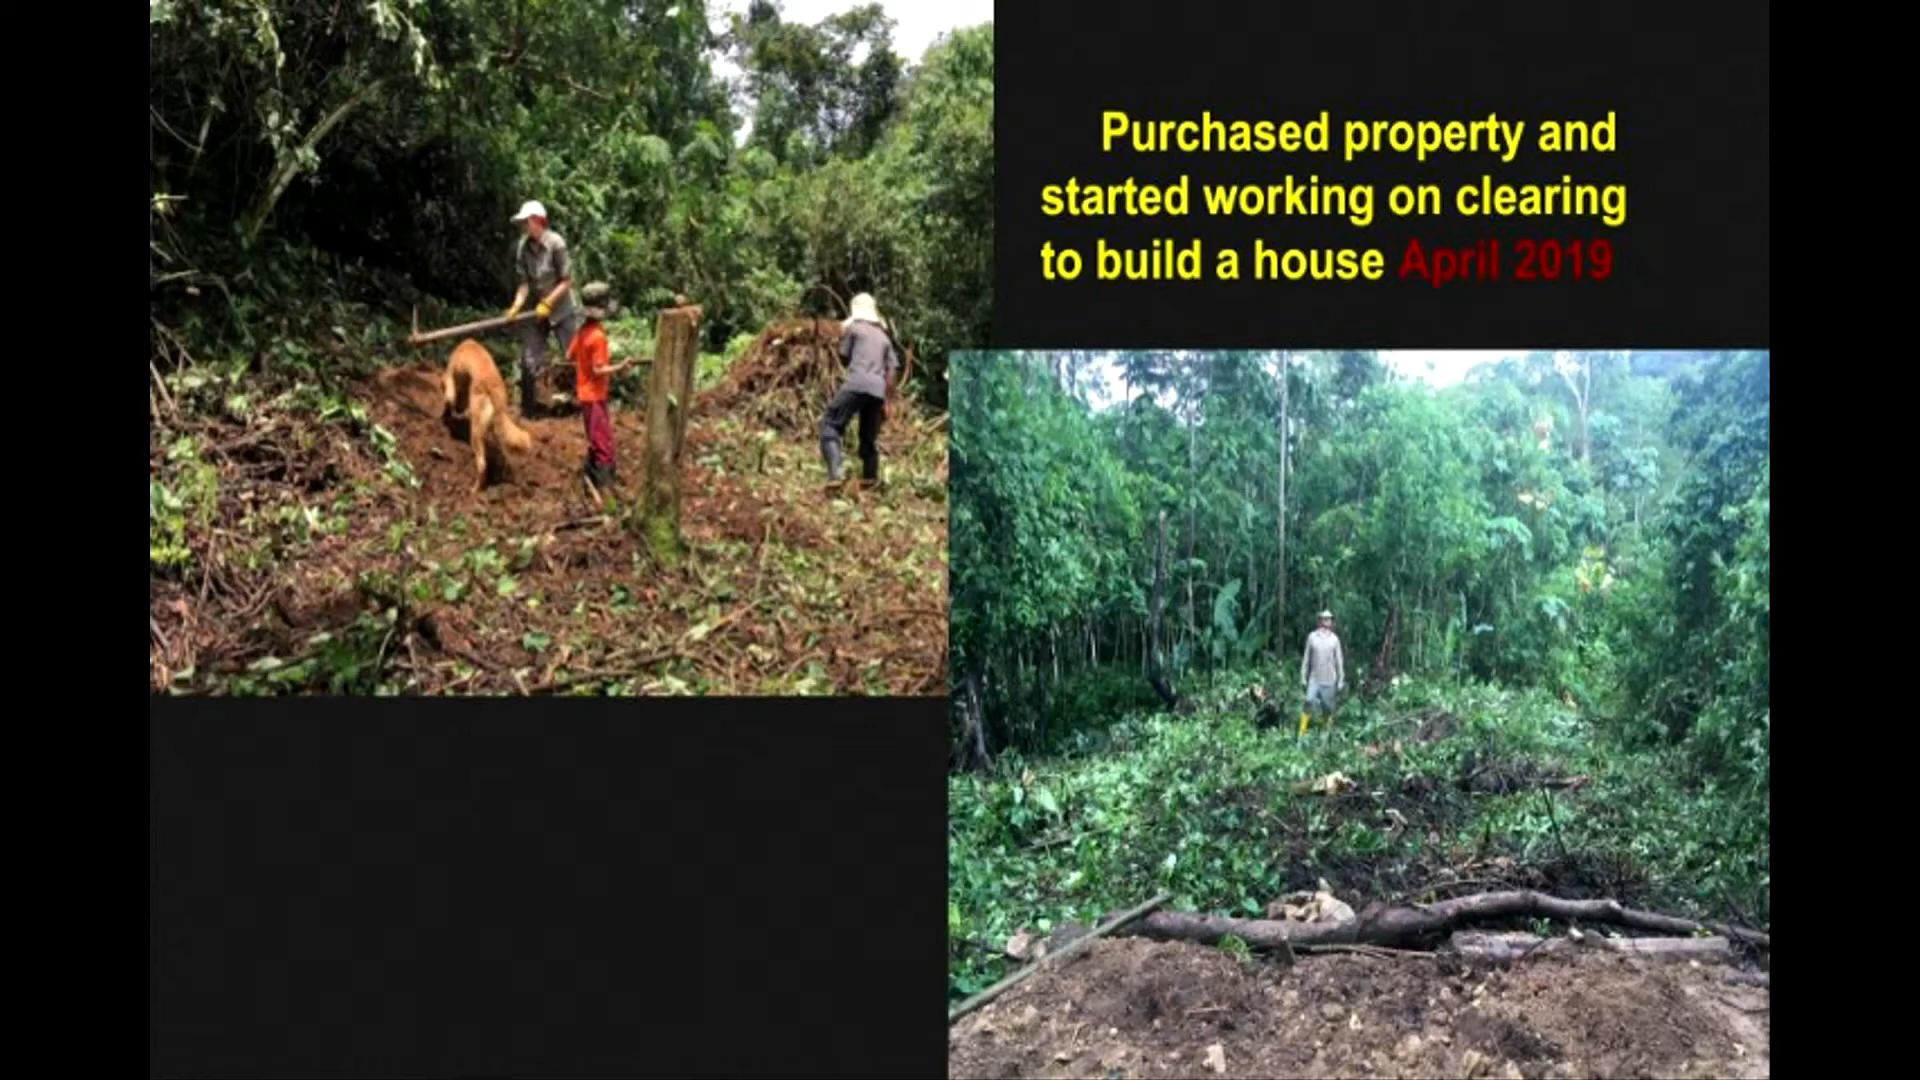 Purchased property and
started working on clearing
to build a house April 2019